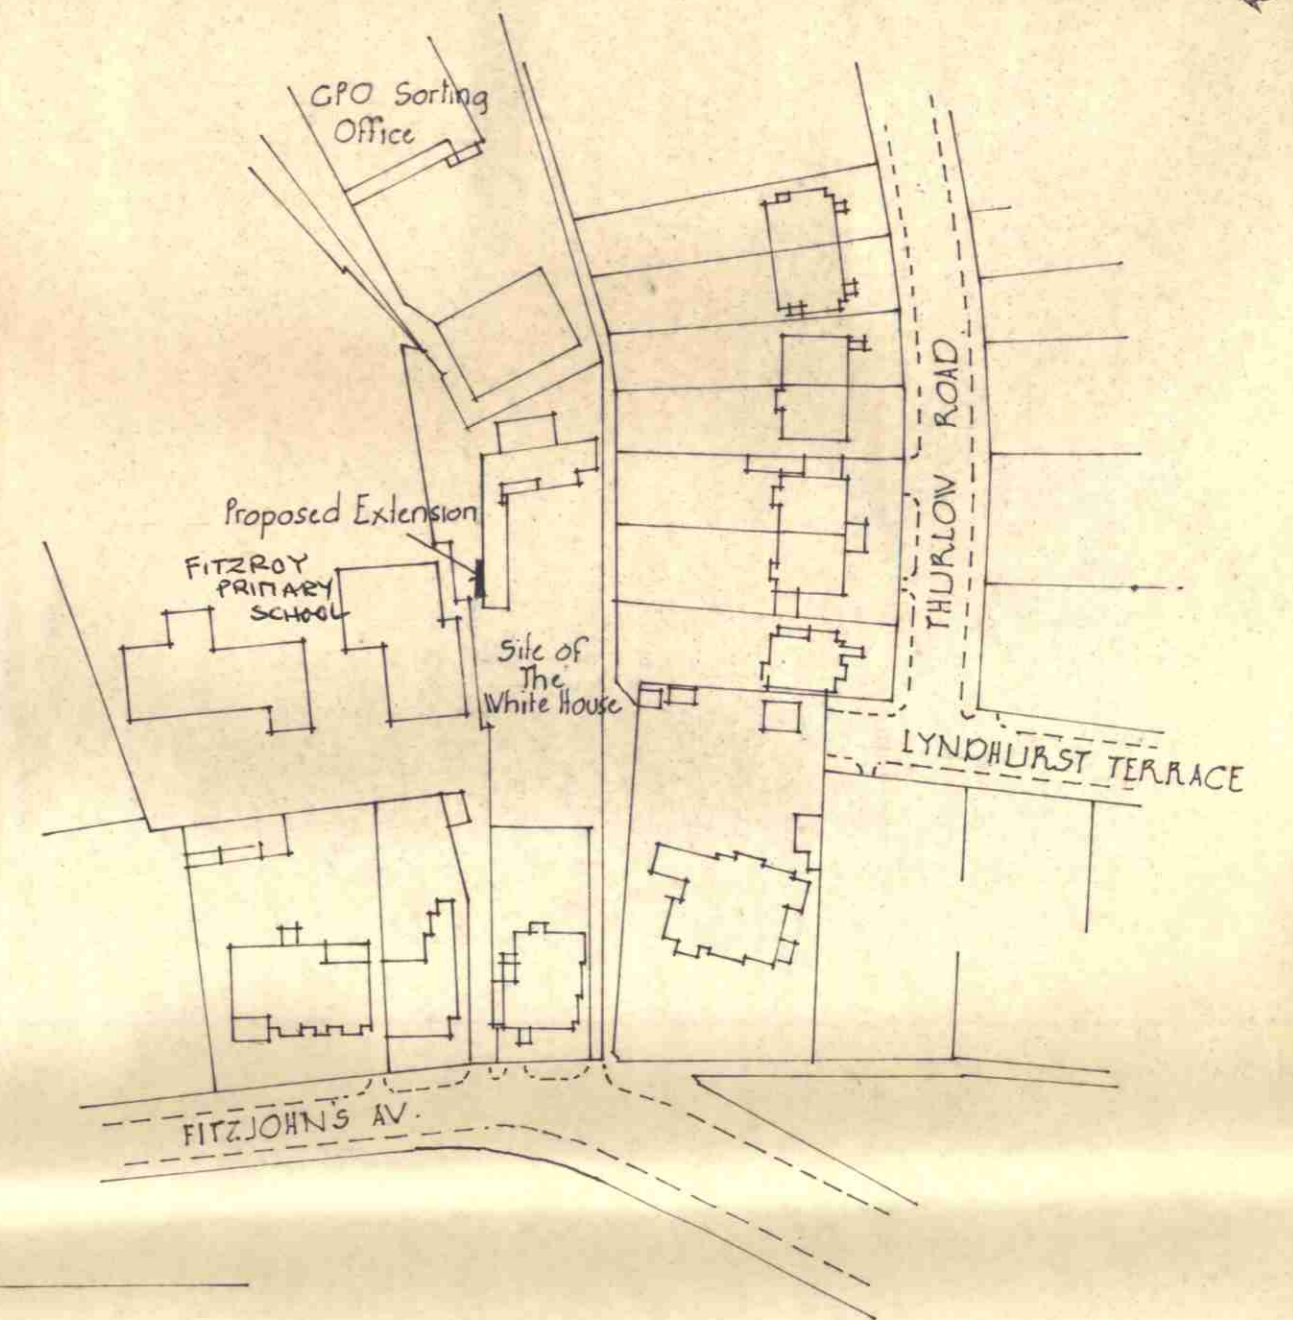 GPO Sorting
Office
Proposed Extension
FITZROY
PRIMARY
SCHOOL
Site of
The
White House
THURLOW ROAD
LYNDHURST TERRACE
FITZJOHN'S AV.